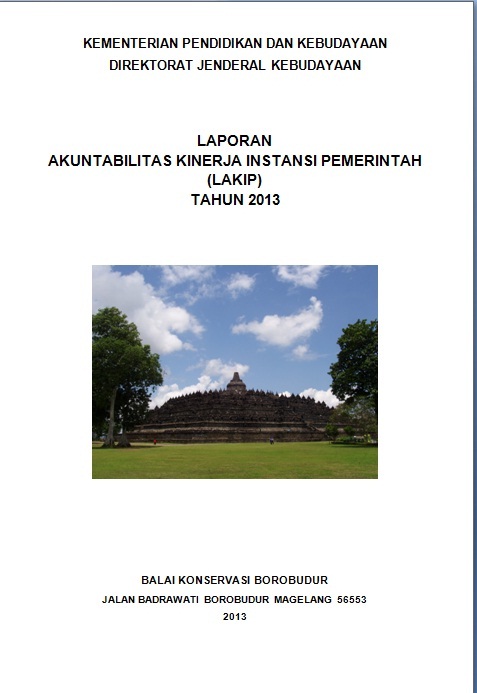 KEMENTERIAN PENDIDIKAN DAN KEBUDAYAAN
DIREKTORAT JENDERAL KEBUDAYAAN
LAPORAN
AKUNTABILITAS KINERJA INSTANSI PEMERINTAH
(LAKIP)
TAHUN 2013
BALAI KONSERVASI BOROBUDUR
JALAN BADRAWATI BOROBUDUR MAGELANG 56553
2013